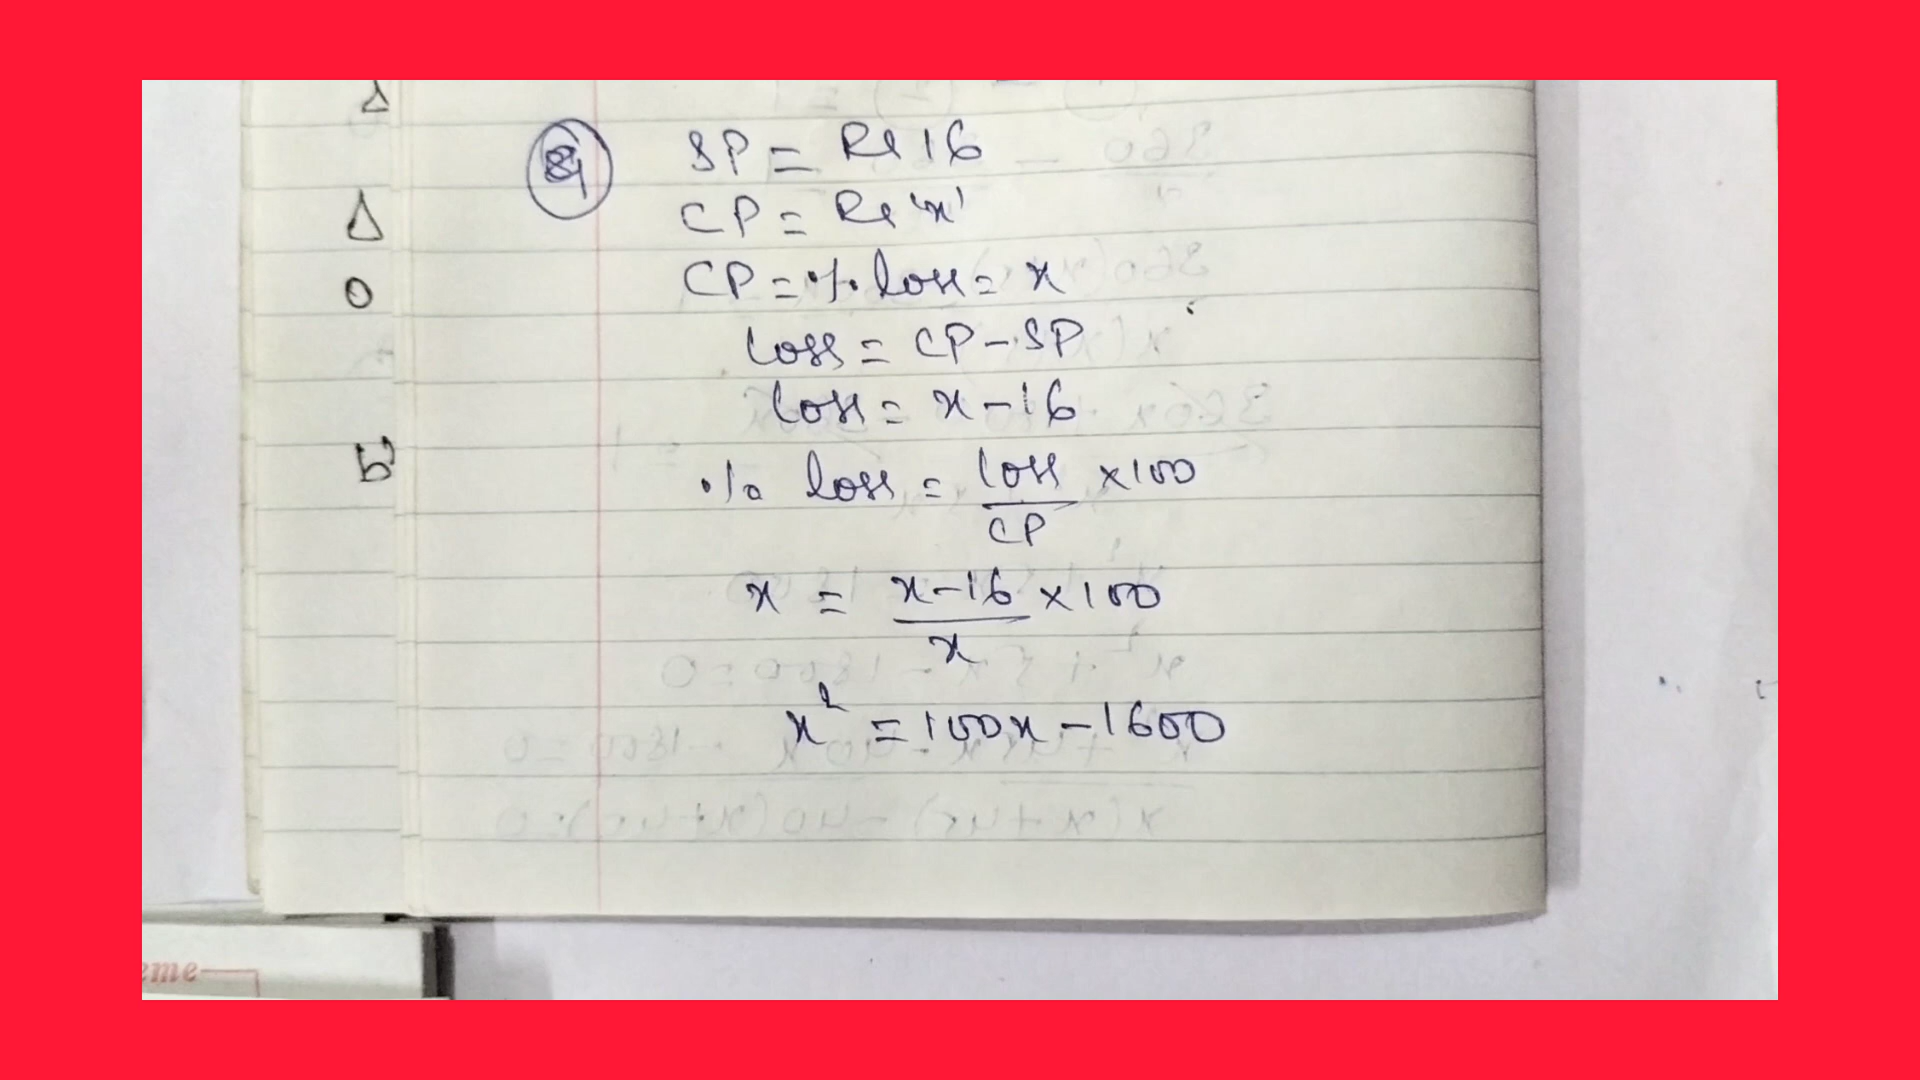 SP = Rs 16
CP = Rs 'x'
CP = % loss = x
loss = CP - SP
loss = x - 16
% loss = loss/CP × 100
x = x - 16/x × 100
x² = 100x - 1600
eme